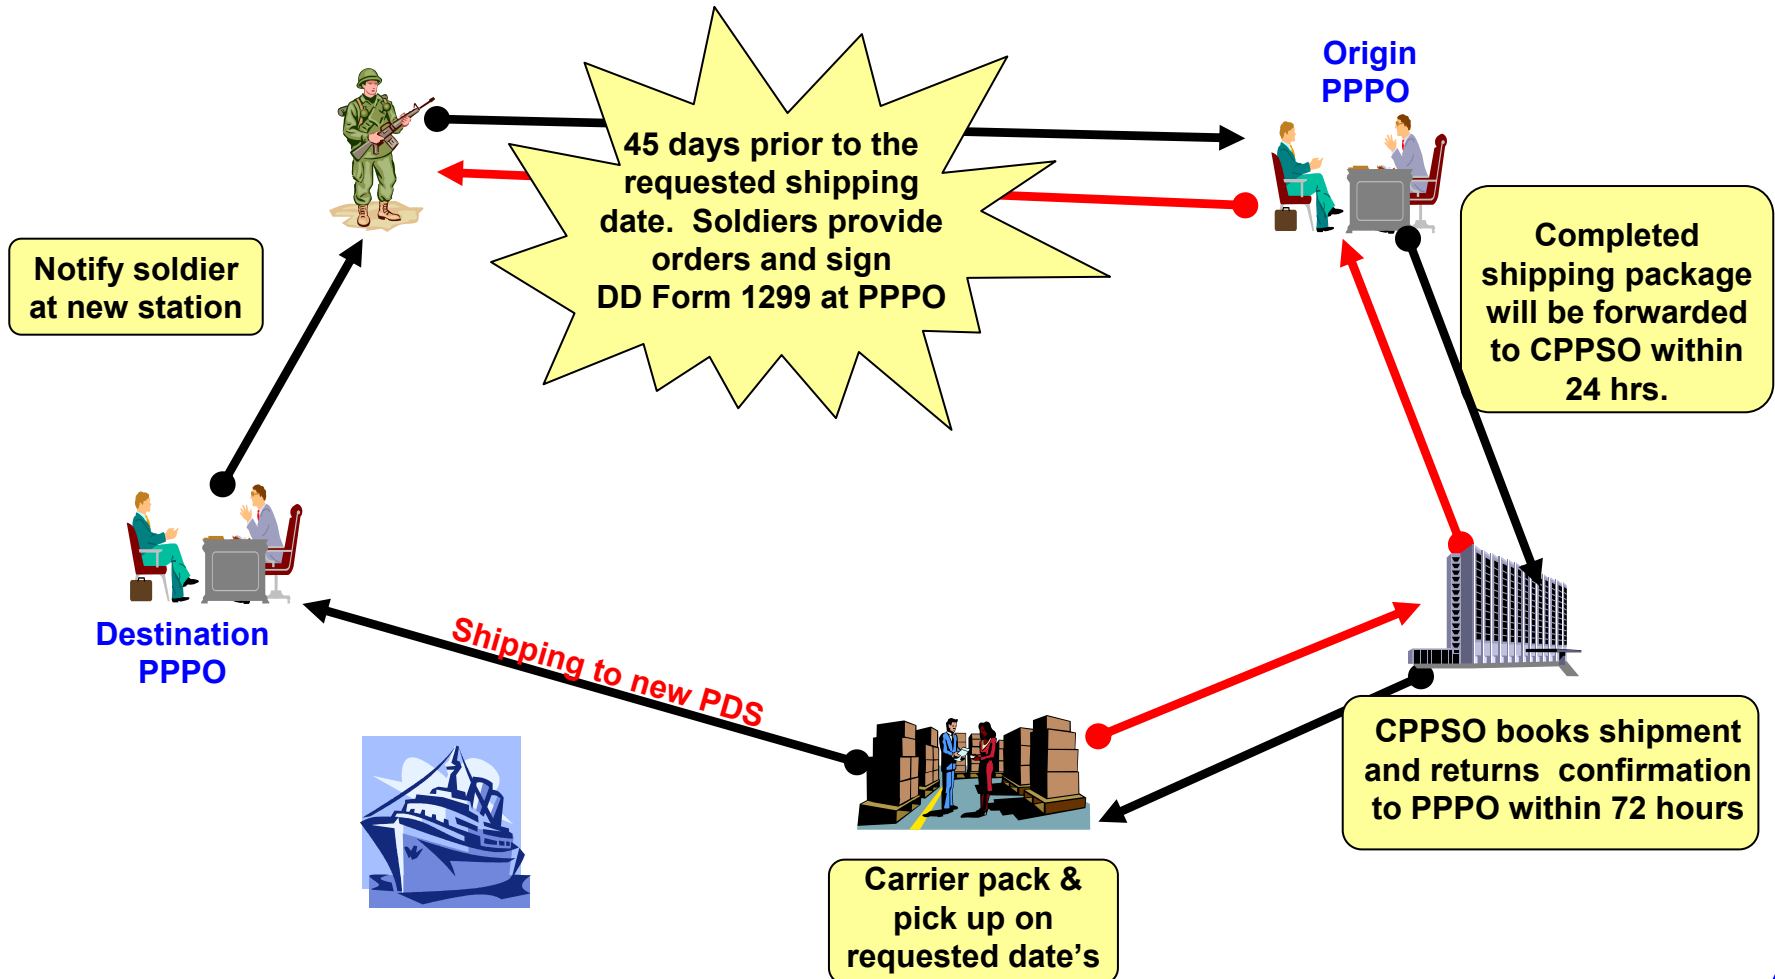 Origin
PPPO
45 days prior to the
requested shipping
date.  Soldiers provide
orders and sign
DD Form 1299 at PPPO
Completed
shipping package
will be forwarded
to CPPSO within
24 hrs.
Notify soldier
at new station
Destination
PPPO
Shipping to new PDS
CPPSO books shipment
and returns  confirmation
to PPPO within 72 hours
Carrier pack &
pick up on
requested date's